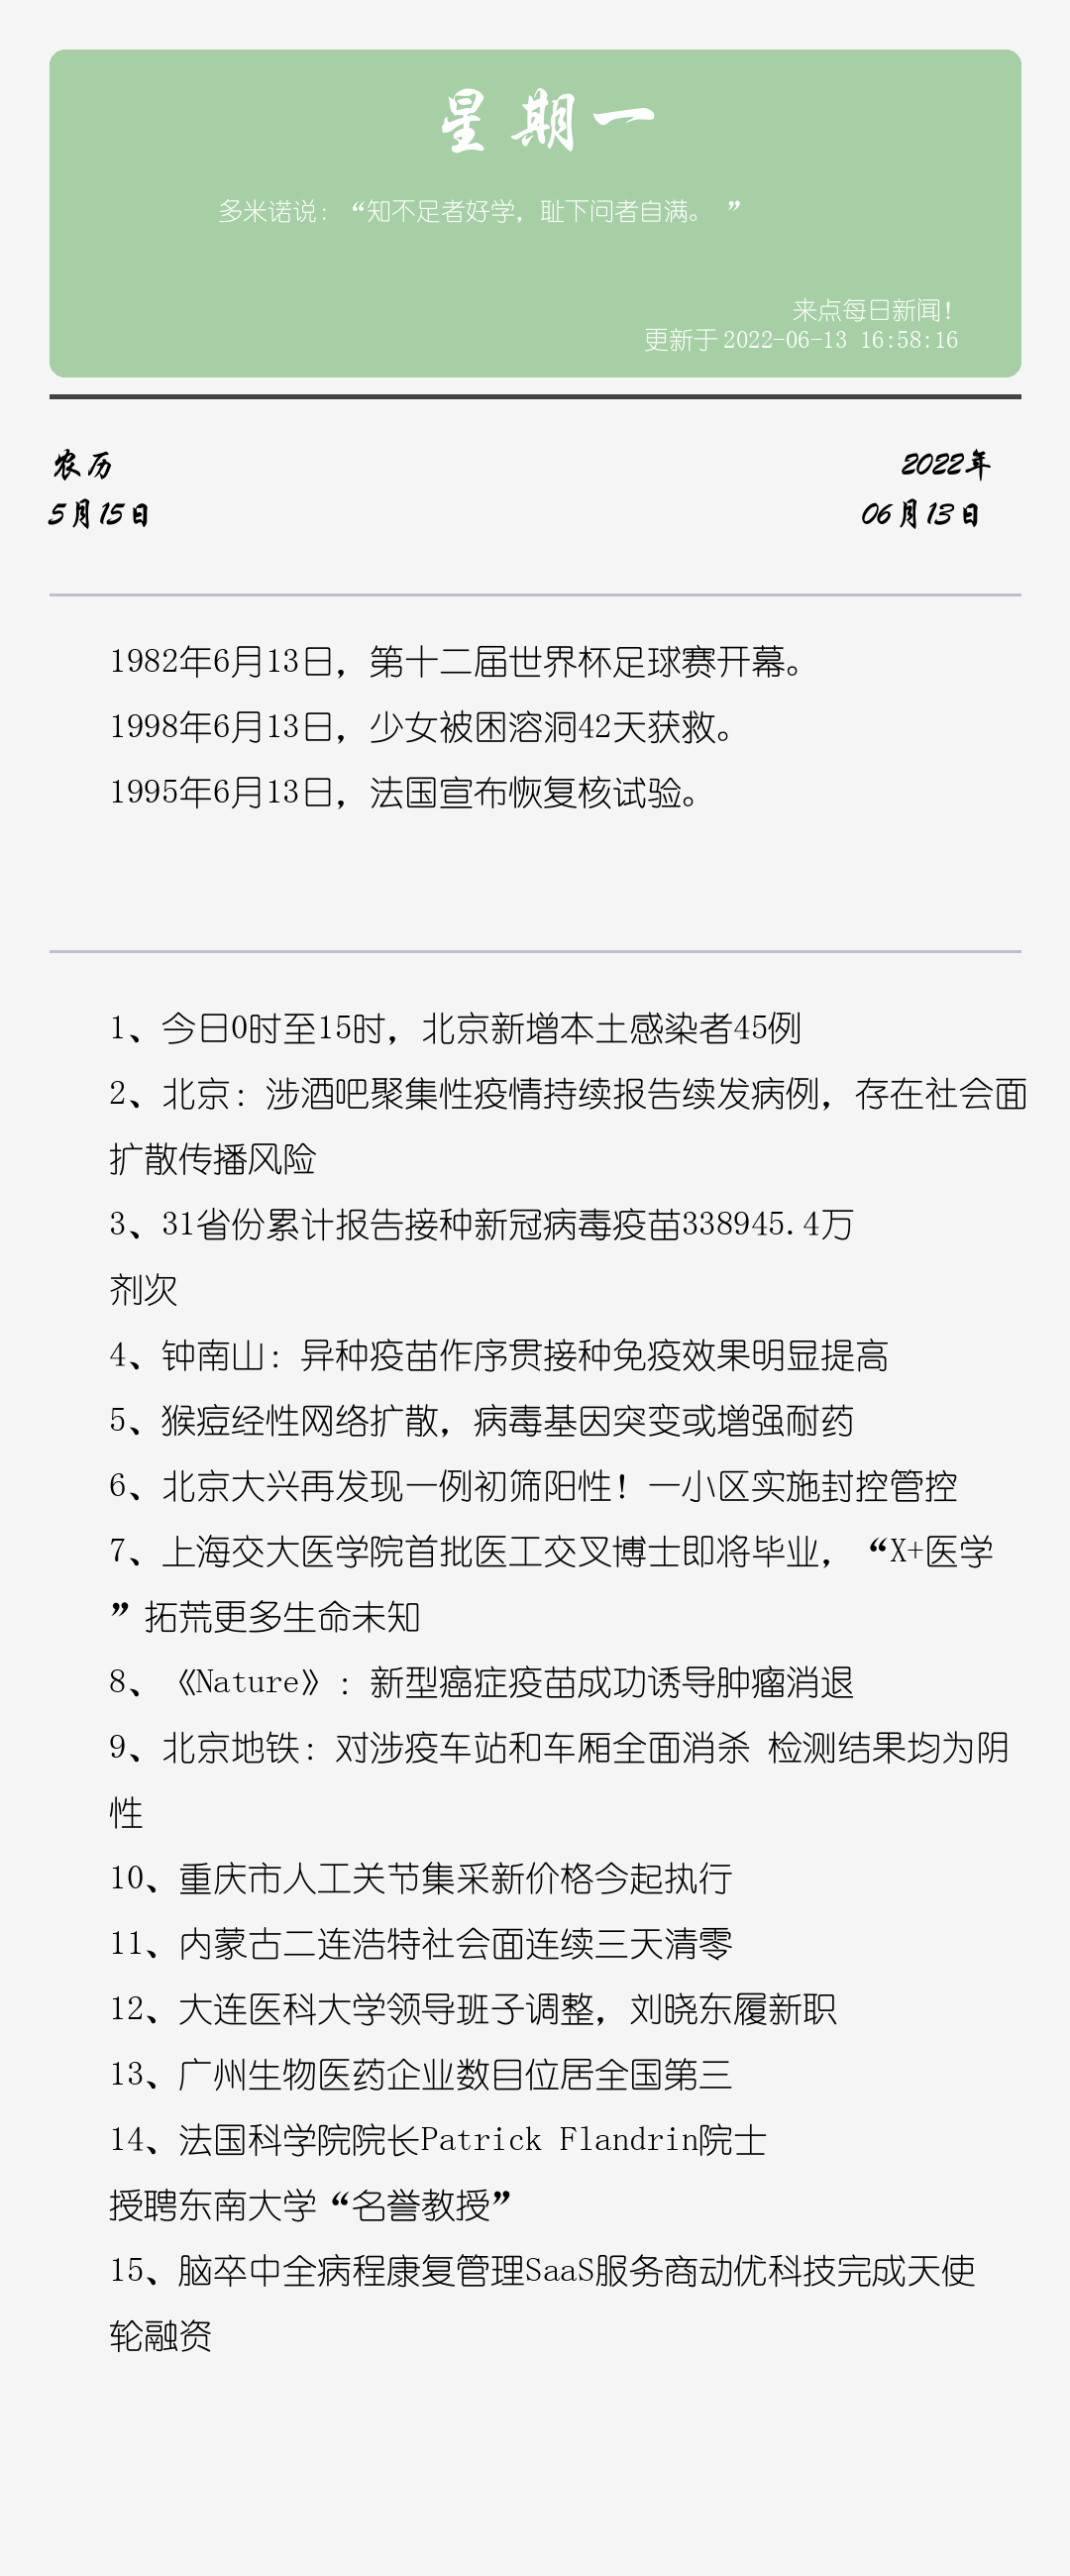 星期一
多米诺说：“知不足者好学，耻下问者自满。 ”
来点每日新闻！
更新于 2022-06-13 16:58:16
农历
5月15日
2022年
06月13日
1982年6月13日，第十二届世界杯足球赛开幕。
1998年6月13日，少女被困溶洞42天获救。
1995年6月13日，法国宣布恢复核试验。
1、今日0时至15时，北京新增本土感染者45例
2、北京：涉酒吧聚集性疫情持续报告续发病例，存在社会面
扩散传播风险
3、31省份累计报告接种新冠病毒疫苗338945.4万
剂次
4、钟南山：异种疫苗作序贯接种免疫效果明显提高
5、猴痘经性网络扩散，病毒基因突变或增强耐药
6、北京大兴再发现一例初筛阳性！一小区实施封控管控
7、上海交大医学院首批医工交叉博士即将毕业，“X+医学
”拓荒更多生命未知
8、《Nature》：新型癌症疫苗成功诱导肿瘤消退
9、北京地铁：对涉疫车站和车厢全面消杀 检测结果均为阴
性
10、重庆市人工关节集采新价格今起执行
11、内蒙古二连浩特社会面连续三天清零
12、大连医科大学领导班子调整，刘晓东履新职
13、广州生物医药企业数目位居全国第三
14、法国科学院院长Patrick Flandrin院士
授聘东南大学“名誉教授”
15、脑卒中全病程康复管理SaaS服务商动优科技完成天使
轮融资